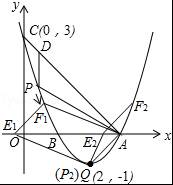 y
C(0，3)
D
P
F₁
F₂
E₁
O
B
E₂
A
x
(P₂)
Q
(2，-1)